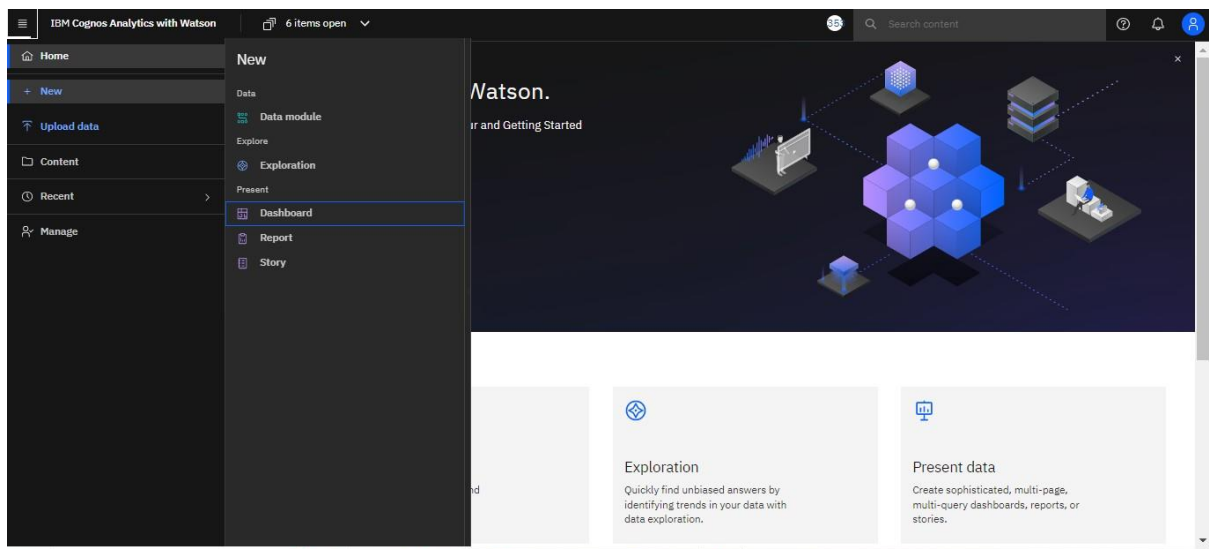 IBM Cognos Analytics with Watson
6 items open
Search content
Home
New
Upload data
Content
Recent
Manage
New
Data
Data module
Explore
Exploration
Present
Dashboard
Report
Story
Watson.
ur and Getting Started
nd
Exploration
Quickly find unbiased answers by
identifying trends in your data with
data exploration.
Present data
Create sophisticated, multi-page,
multi-query dashboards, reports, or
stories.